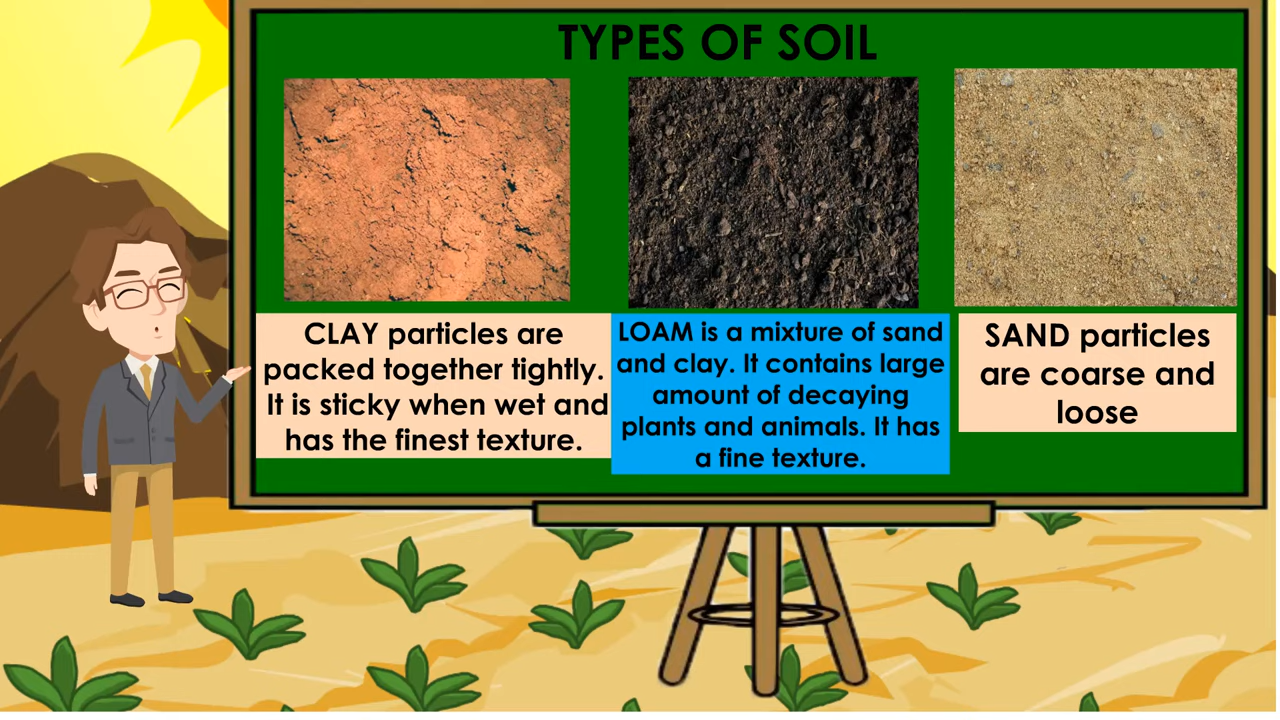 TYPES OF SOIL
CLAY particles are
packed together tightly.
It is sticky when wet and
has the finest texture.
LOAM is a mixture of sand
and clay. It contains large
amount of decaying
plants and animals. It has
a fine texture.
SAND particles
are coarse and
loose